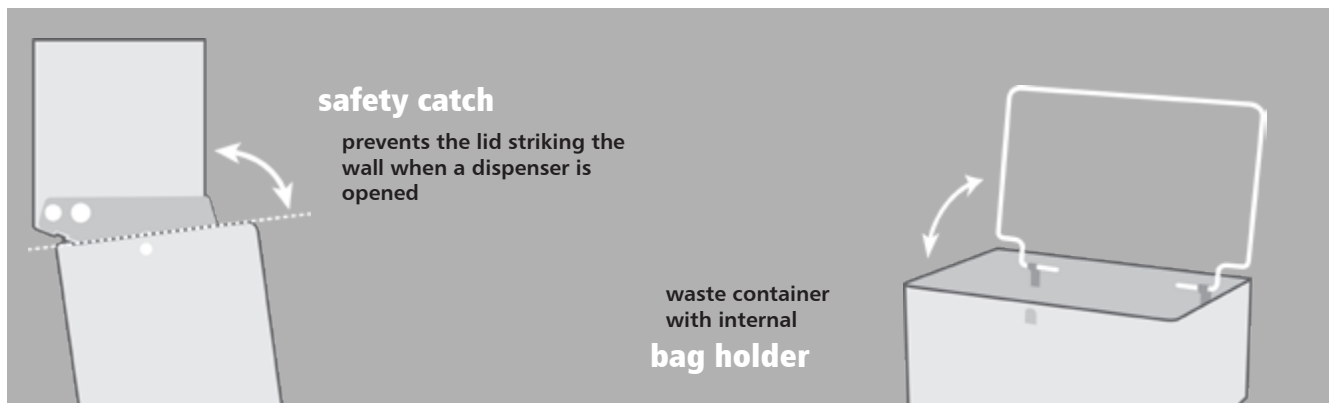 safety catch
prevents the lid striking the
wall when a dispenser is
opened
waste container
with internal
bag holder